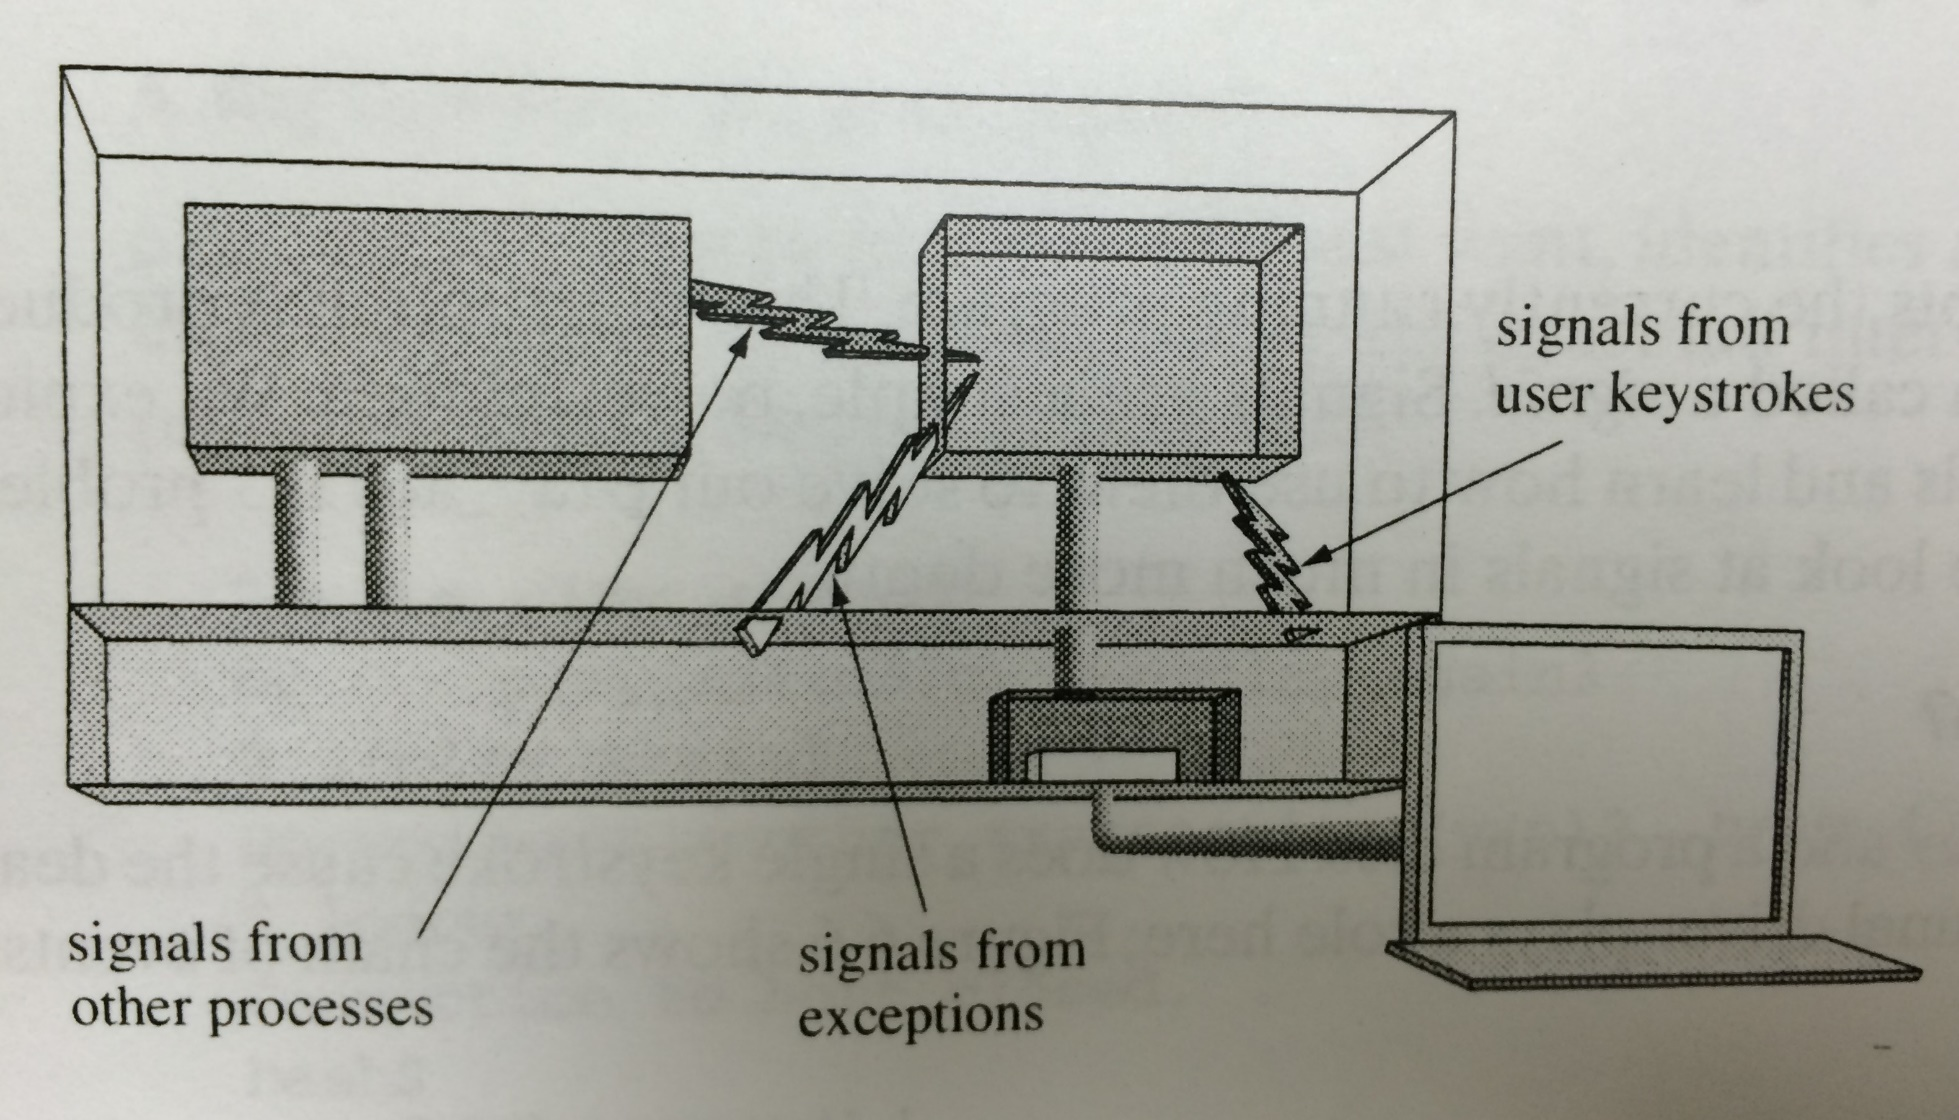 signals from
user keystrokes
signals from
other processes
signals from
exceptions